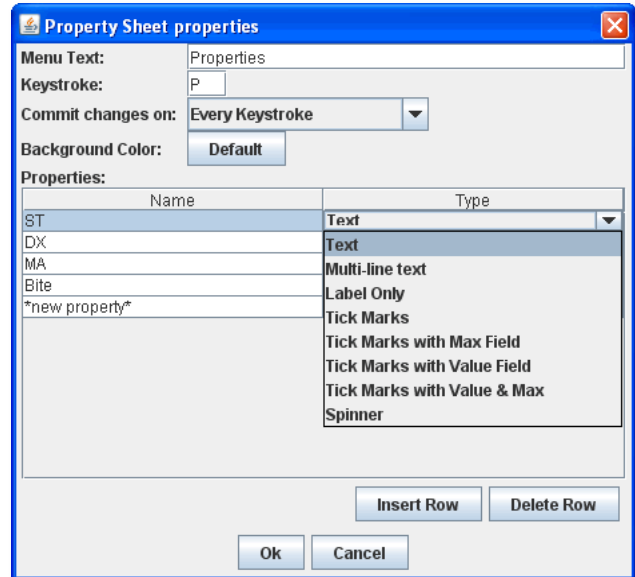 Property Sheet properties
Menu Text: Properties
Keystroke: P
Commit changes on: Every Keystroke
Background Color: Default
Properties:
Name Type
ST Text
DX Text
MA Multi-line text
Bite Label Only
*new property* Tick Marks
Tick Marks with Max Field
Tick Marks with Value Field
Tick Marks with Value & Max
Spinner
Insert Row Delete Row
Ok Cancel